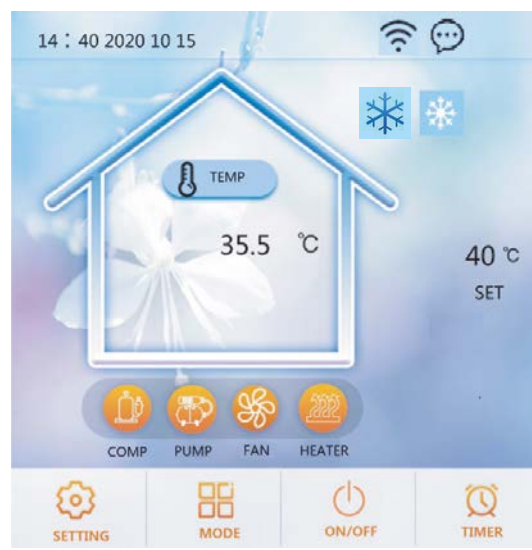 14：40 2020 10 15
TEMP
35.5 ℃
40 ℃
SET
COMP PUMP FAN HEATER
SETTING MODE ON/OFF TIMER